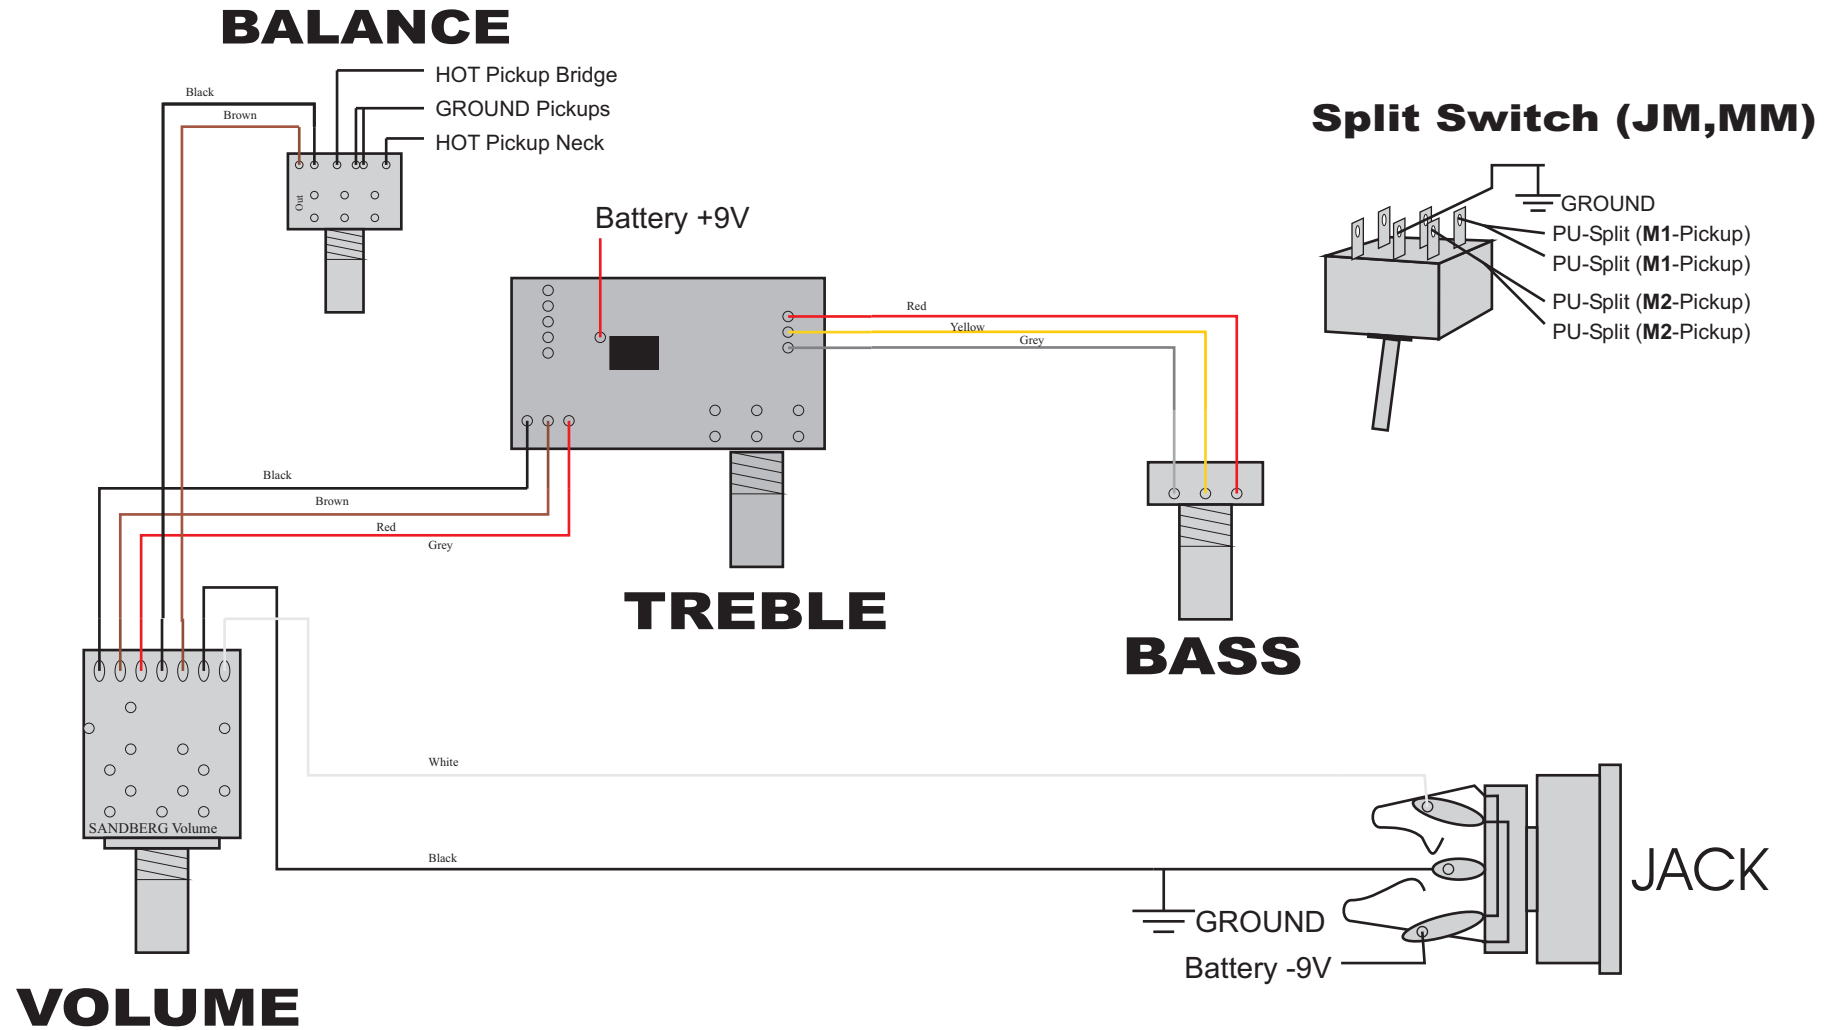 BALANCE
HOT Pickup Bridge
GROUND Pickups
HOT Pickup Neck
Black
Brown
Out
Split Switch (JM,MM)
GROUND
PU-Split (M1-Pickup)
PU-Split (M1-Pickup)
PU-Split (M2-Pickup)
PU-Split (M2-Pickup)
Battery +9V
Red
Yellow
Grey
Black
Brown
Red
Grey
TREBLE
BASS
White
SANDBERG Volume
Black
JACK
GROUND
Battery -9V
VOLUME